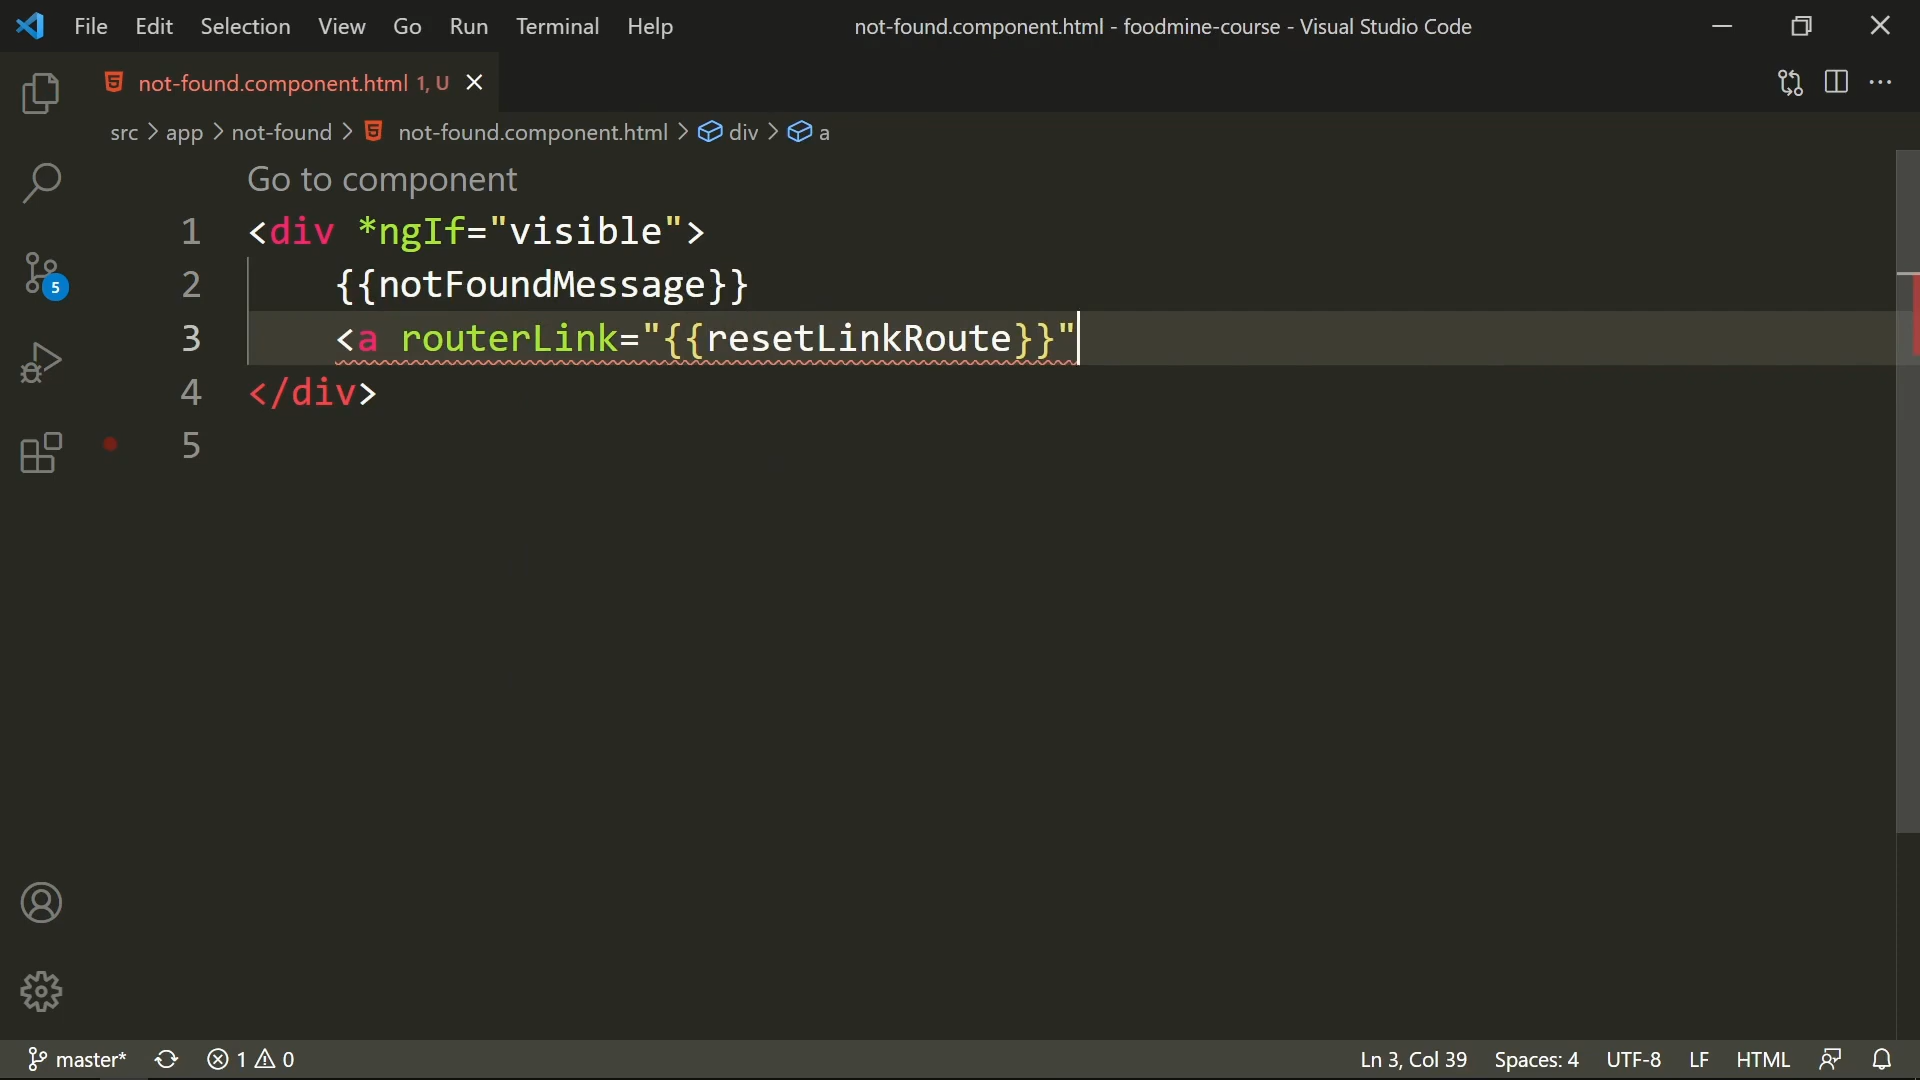 File Edit Selection View Go Run Terminal Help not-found.component.html - foodmine-course - Visual Studio Code
not-found.component.html 1, U
src > app > not-found > not-found.component.html > div > a
Go to component
1 <div *ngIf="visible">
2 {{notFoundMessage}}
3 <a routerLink="{{resetLinkRoute}}"
4 </div>
5
5
master* 1 0 Ln 3, Col 39 Spaces: 4 UTF-8 LF HTML